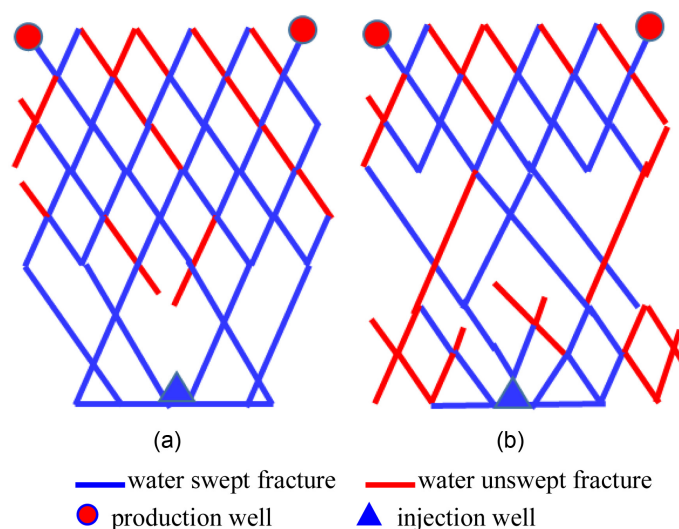 (a) (b)
water swept fracture water unswept fracture
production well injection well